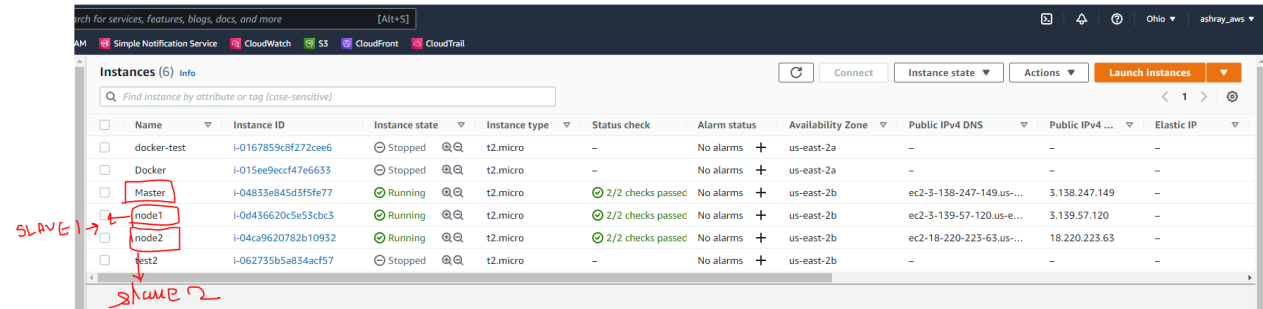 rch for services, features, blogs, docs, and more [Alt+S] Ohio ▼ ashray_aws ▼
AM Simple Notification Service CloudWatch S3 CloudFront CloudTrail
Instances (6) Info Connect Instance state ▼ Actions ▼ Launch instances ▼
Find instance by attribute or tag (case-sensitive) < 1 >
Name Instance ID Instance state Instance type Status check Alarm status Availability Zone Public IPv4 DNS Public IPv4 ... Elastic IP
docker-test i-0167859c8f272cee6 Stopped t2.micro – No alarms + us-east-2a – – –
Docker i-015ee9eccf47e6633 Stopped t2.micro – No alarms + us-east-2a – – –
Master i-04833e845d3f5fe77 Running t2.micro 2/2 checks passed No alarms + us-east-2b ec2-3-138-247-149.us-... 3.138.247.149 –
node1 i-0d436620c5e53cbc3 Running t2.micro 2/2 checks passed No alarms + us-east-2b ec2-3-139-57-120.us-e... 3.139.57.120 –
SLAVE1
node2 i-04ca9620782b10932 Running t2.micro 2/2 checks passed No alarms + us-east-2b ec2-18-220-223-63.us-... 18.220.223.63 –
test2 i-062735b5a834acf57 Stopped t2.micro – No alarms + us-east-2b – – –
slave 2